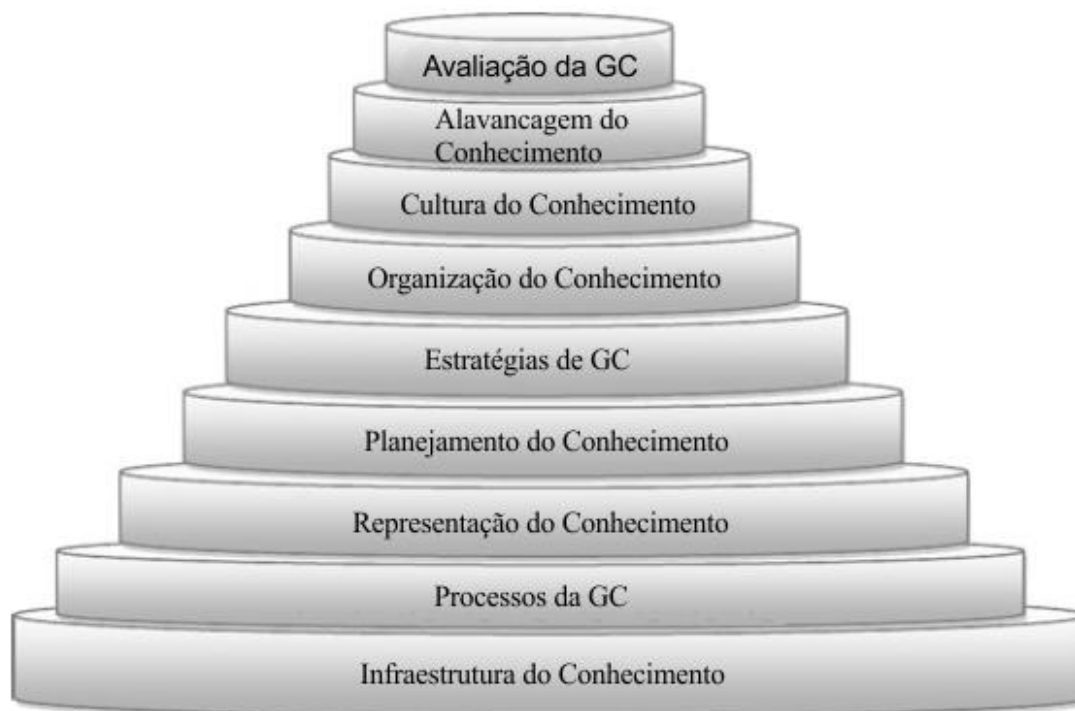 Avaliação da GC
Alavancagem do
Conhecimento
Cultura do Conhecimento
Organização do Conhecimento
Estratégias de GC
Planejamento do Conhecimento
Representação do Conhecimento
Processos da GC
Infraestrutura do Conhecimento